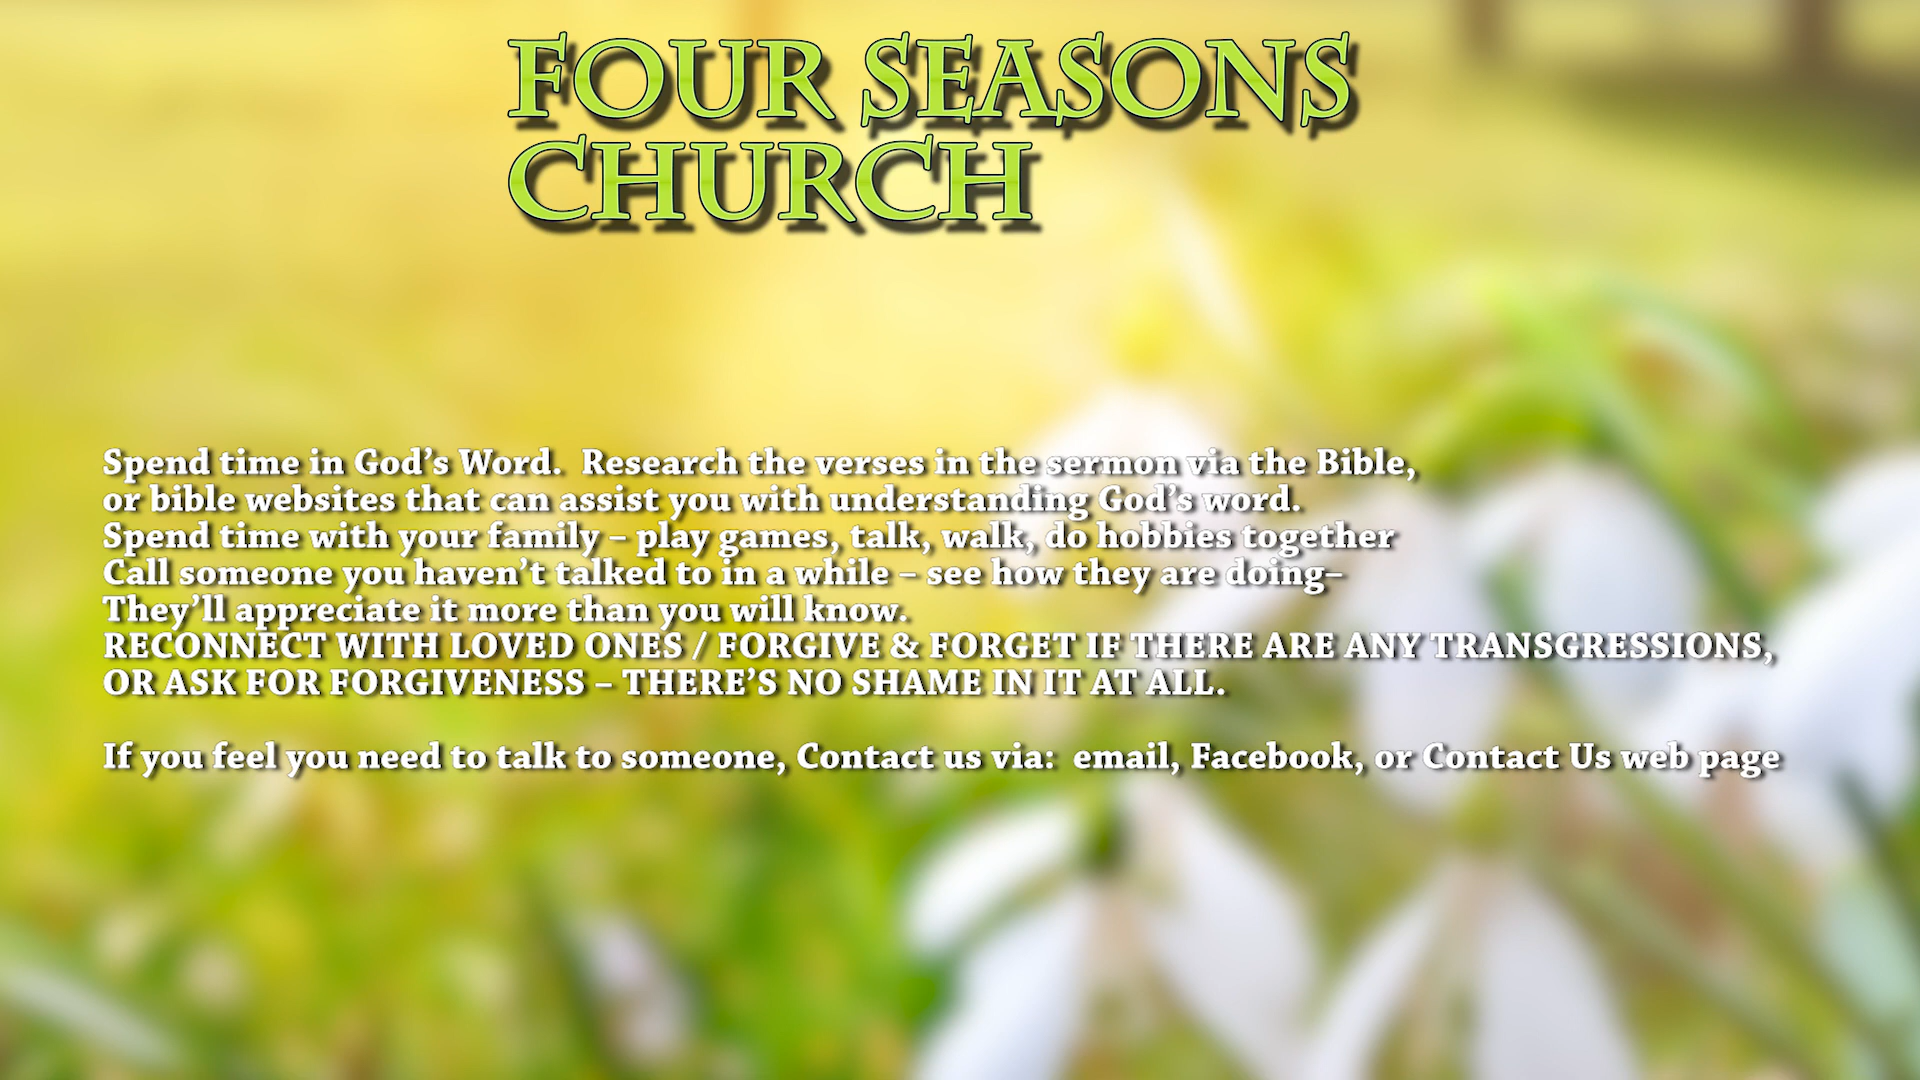 FOUR SEASONS
CHURCH
Spend time in God’s Word.  Research the verses in the sermon via the Bible,
or bible websites that can assist you with understanding God’s word.
Spend time with your family – play games, talk, walk, do hobbies together
Call someone you haven’t talked to in a while – see how they are doing–
They’ll appreciate it more than you will know.
RECONNECT WITH LOVED ONES / FORGIVE & FORGET IF THERE ARE ANY TRANSGRESSIONS,
OR ASK FOR FORGIVENESS – THERE’S NO SHAME IN IT AT ALL.
If you feel you need to talk to someone, Contact us via:  email, Facebook, or Contact Us web page